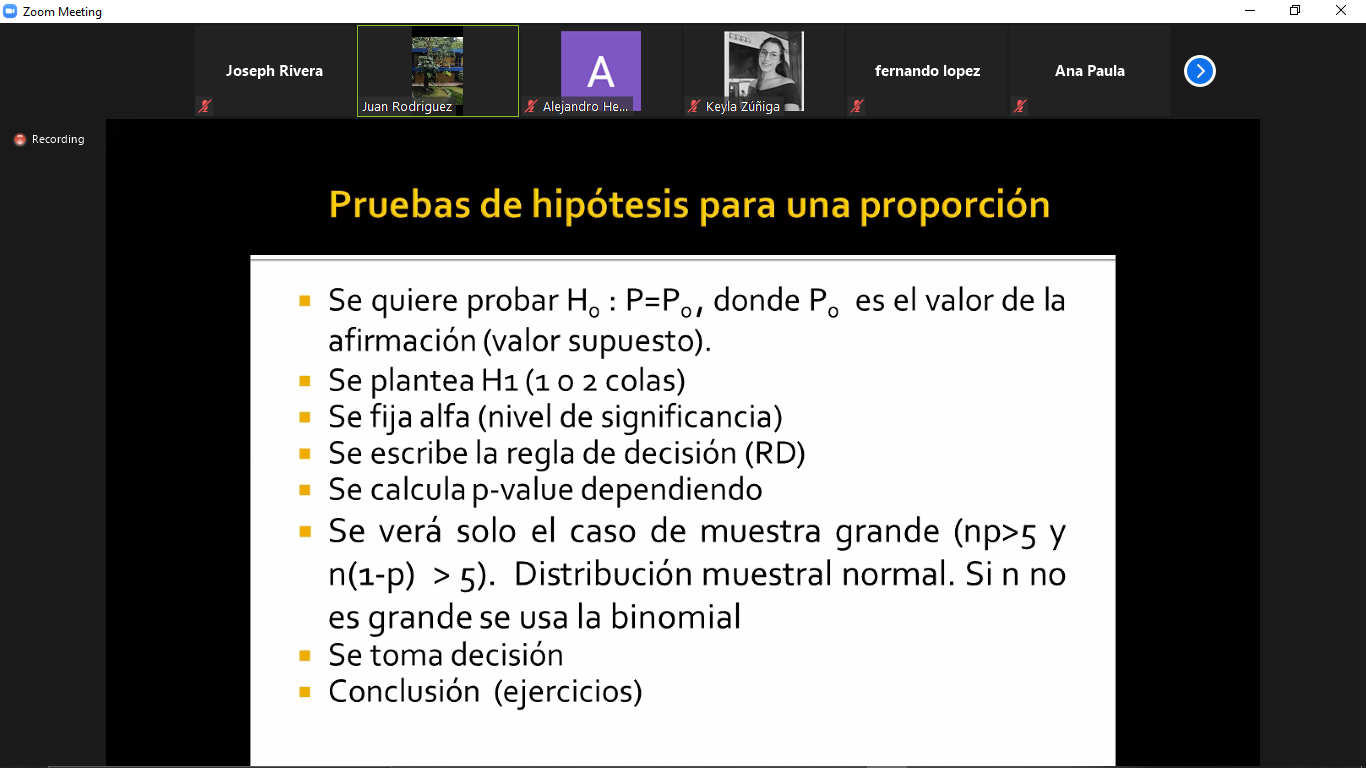 Zoom Meeting
Joseph Rivera
Juan Rodriguez
A
Alejandro He...
Keyla Zúñiga
fernando lopez
Ana Paula
Recording
Pruebas de hipótesis para una proporción
Se quiere probar H0 : P=P0, donde P0 es el valor de la
afirmación (valor supuesto).
Se plantea H1 (1 o 2 colas)
Se fija alfa (nivel de significancia)
Se escribe la regla de decisión (RD)
Se calcula p-value dependiendo
Se verá solo el caso de muestra grande (np>5 y
n(1-p) > 5). Distribución muestral normal. Si n no
es grande se usa la binomial
Se toma decisión
Conclusión (ejercicios)